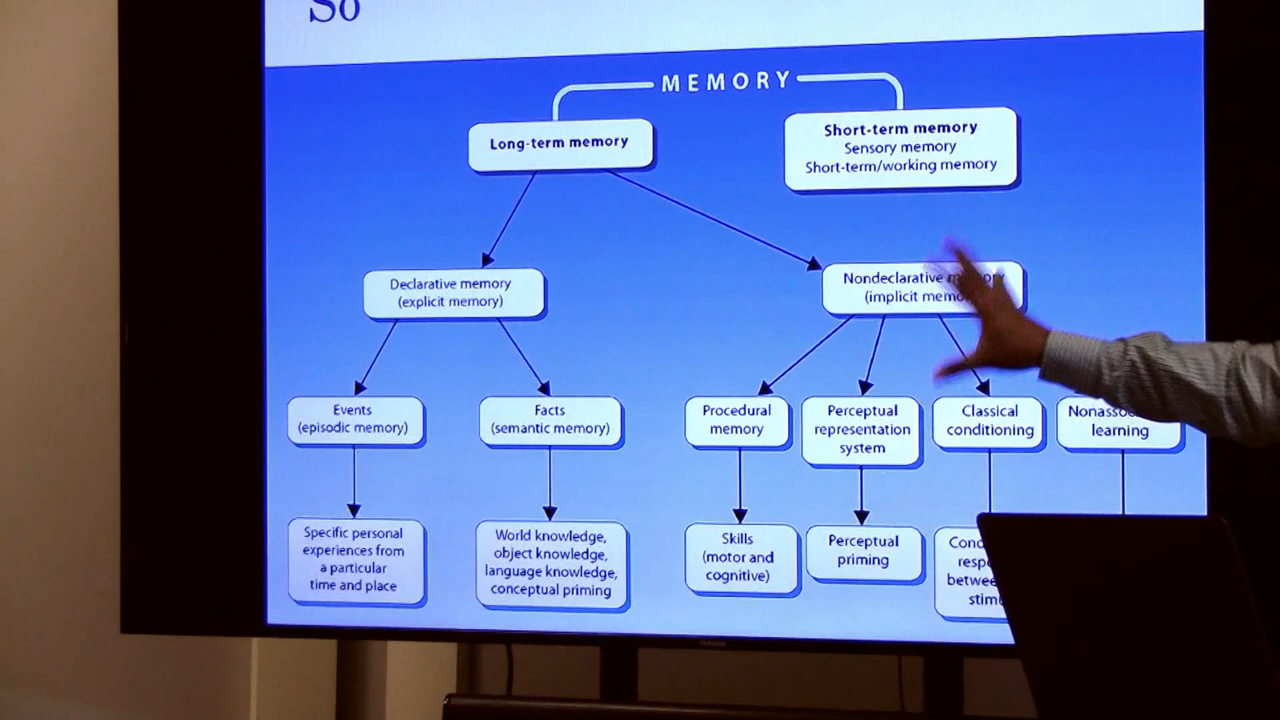 So
MEMORY
Long-term memory
Short-term memory
Sensory memory
Short-term/working memory
Declarative memory
(explicit memory)
Nondeclarative memory
(implicit
Events
(episodic memory)
Facts
(semantic memory)
Procedural
memory
Perceptual
representation
system
Classical
conditioning
learning
Specific personal
experiences from
a particular
time and place
World knowledge,
object knowledge,
language knowledge,
conceptual priming
Skills
(motor and
cognitive)
Perceptual
priming